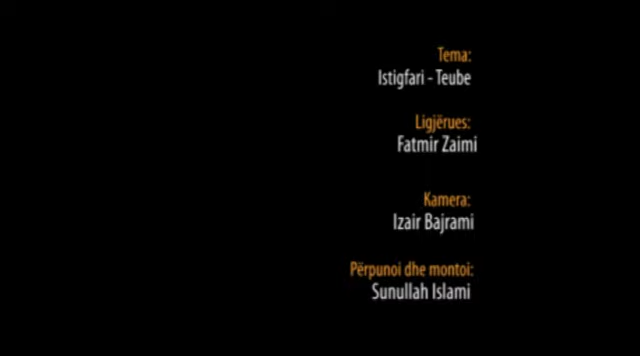 Tema:
Istigfari - Teube
Ligjërues:
Fatmir Zaimi
Kamera:
Izair Bajrami
Përpunoi dhe montoi:
Sunullah Islami